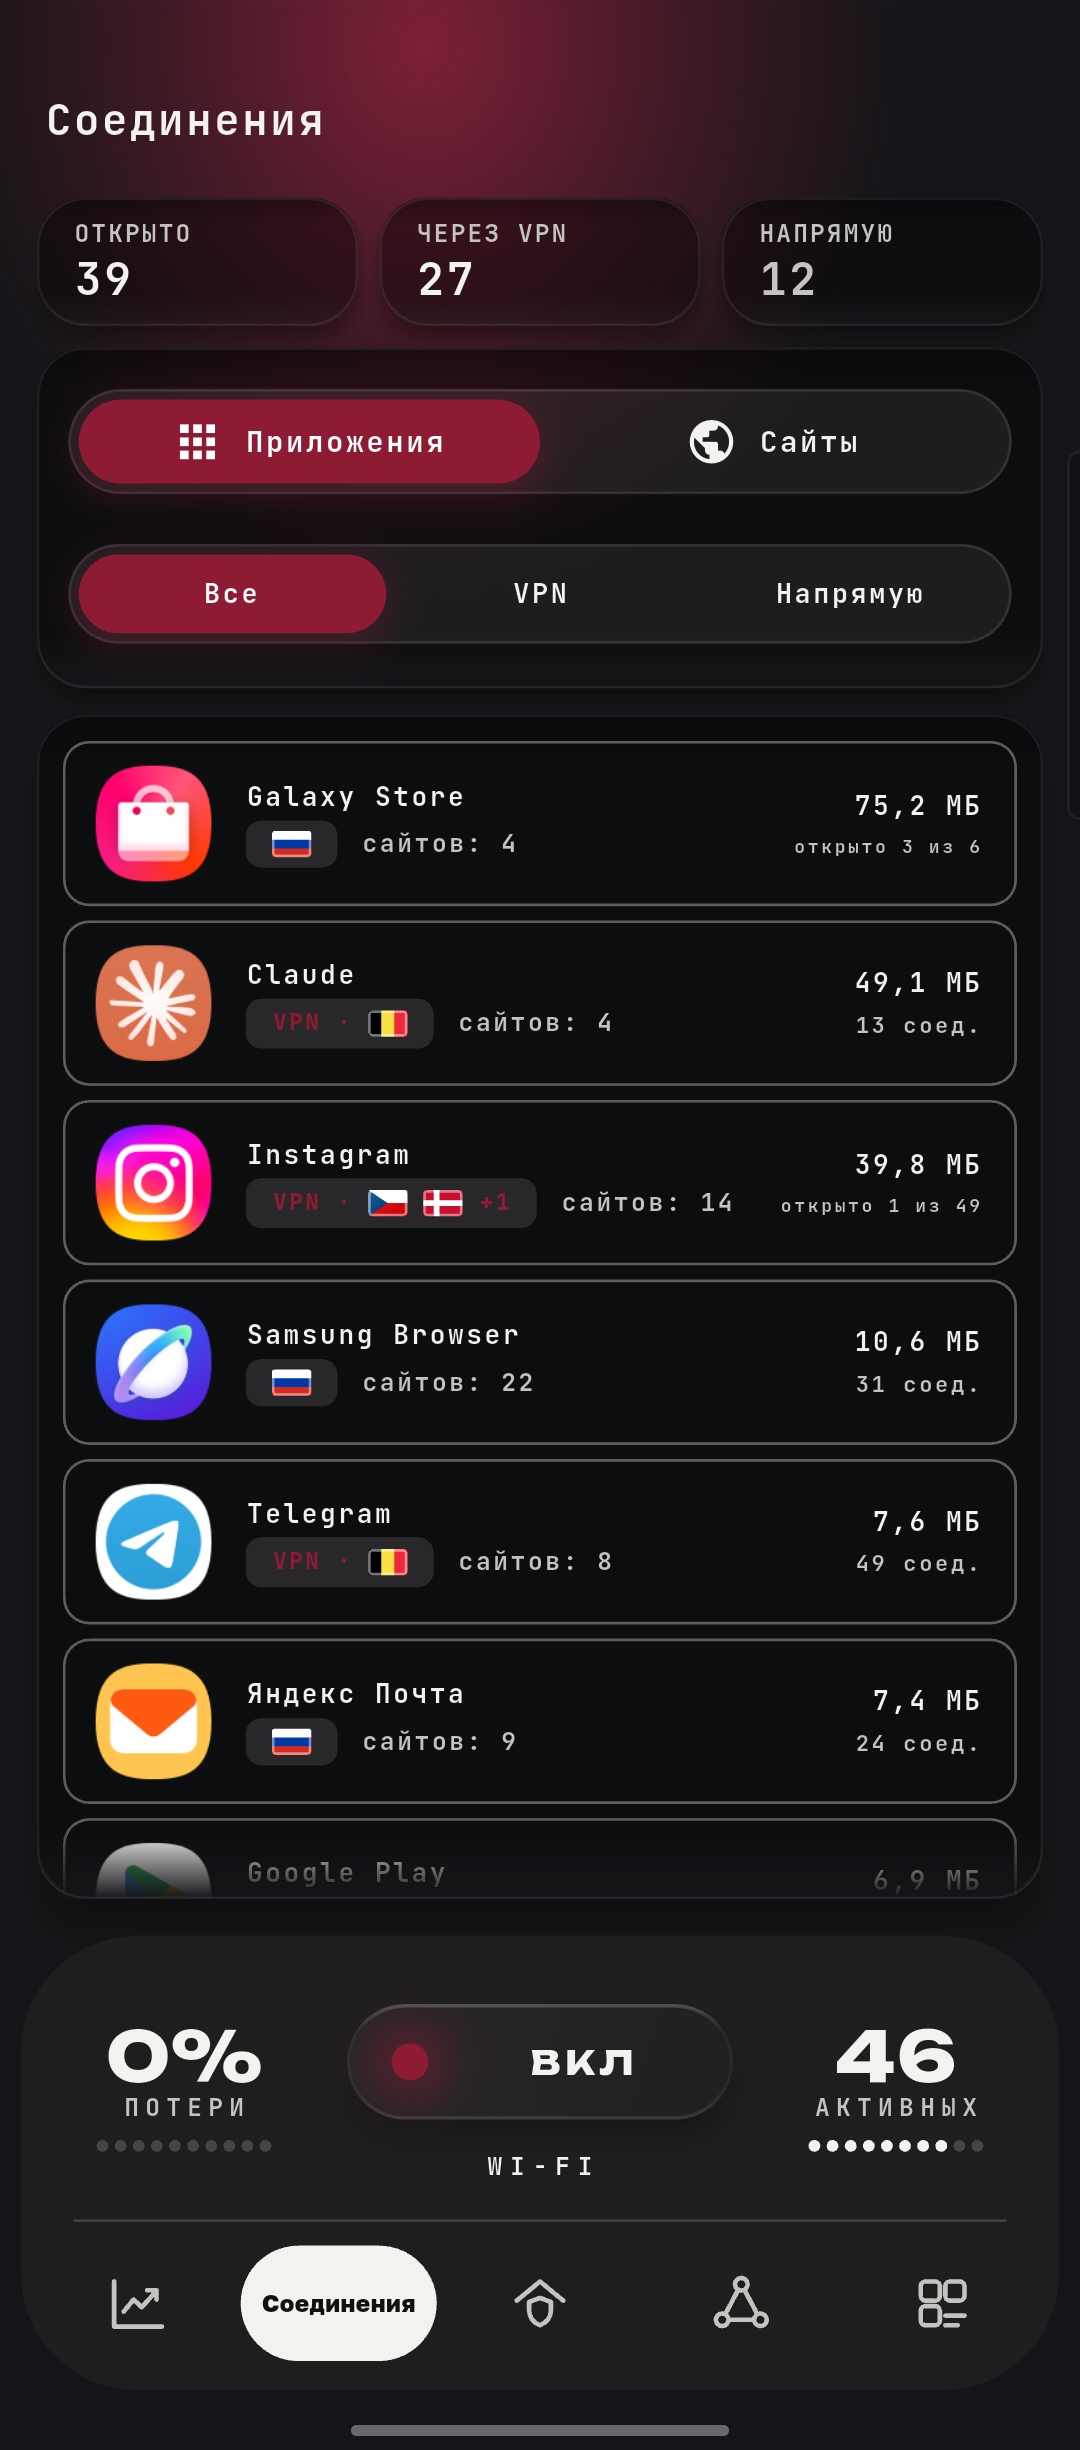 Соединения
ОТКРЫТО
39
ЧЕРЕЗ VPN
27
НАПРЯМУЮ
12
Приложения
Сайты
Все
VPN
Напрямую
Galaxy Store
сайтов: 4
75,2 МБ
открыто 3 из 6
Claude
VPN ·
сайтов: 4
49,1 МБ
13 соед.
Instagram
VPN ·
+1
сайтов: 14
39,8 МБ
открыто 1 из 49
Samsung Browser
сайтов: 22
10,6 МБ
31 соед.
Telegram
VPN ·
сайтов: 8
7,6 МБ
49 соед.
Яндекс Почта
сайтов: 9
7,4 МБ
24 соед.
Google Play
6,9 МБ
0%
ПОТЕРИ
вкл
WI-FI
46
АКТИВНЫХ
Соединения